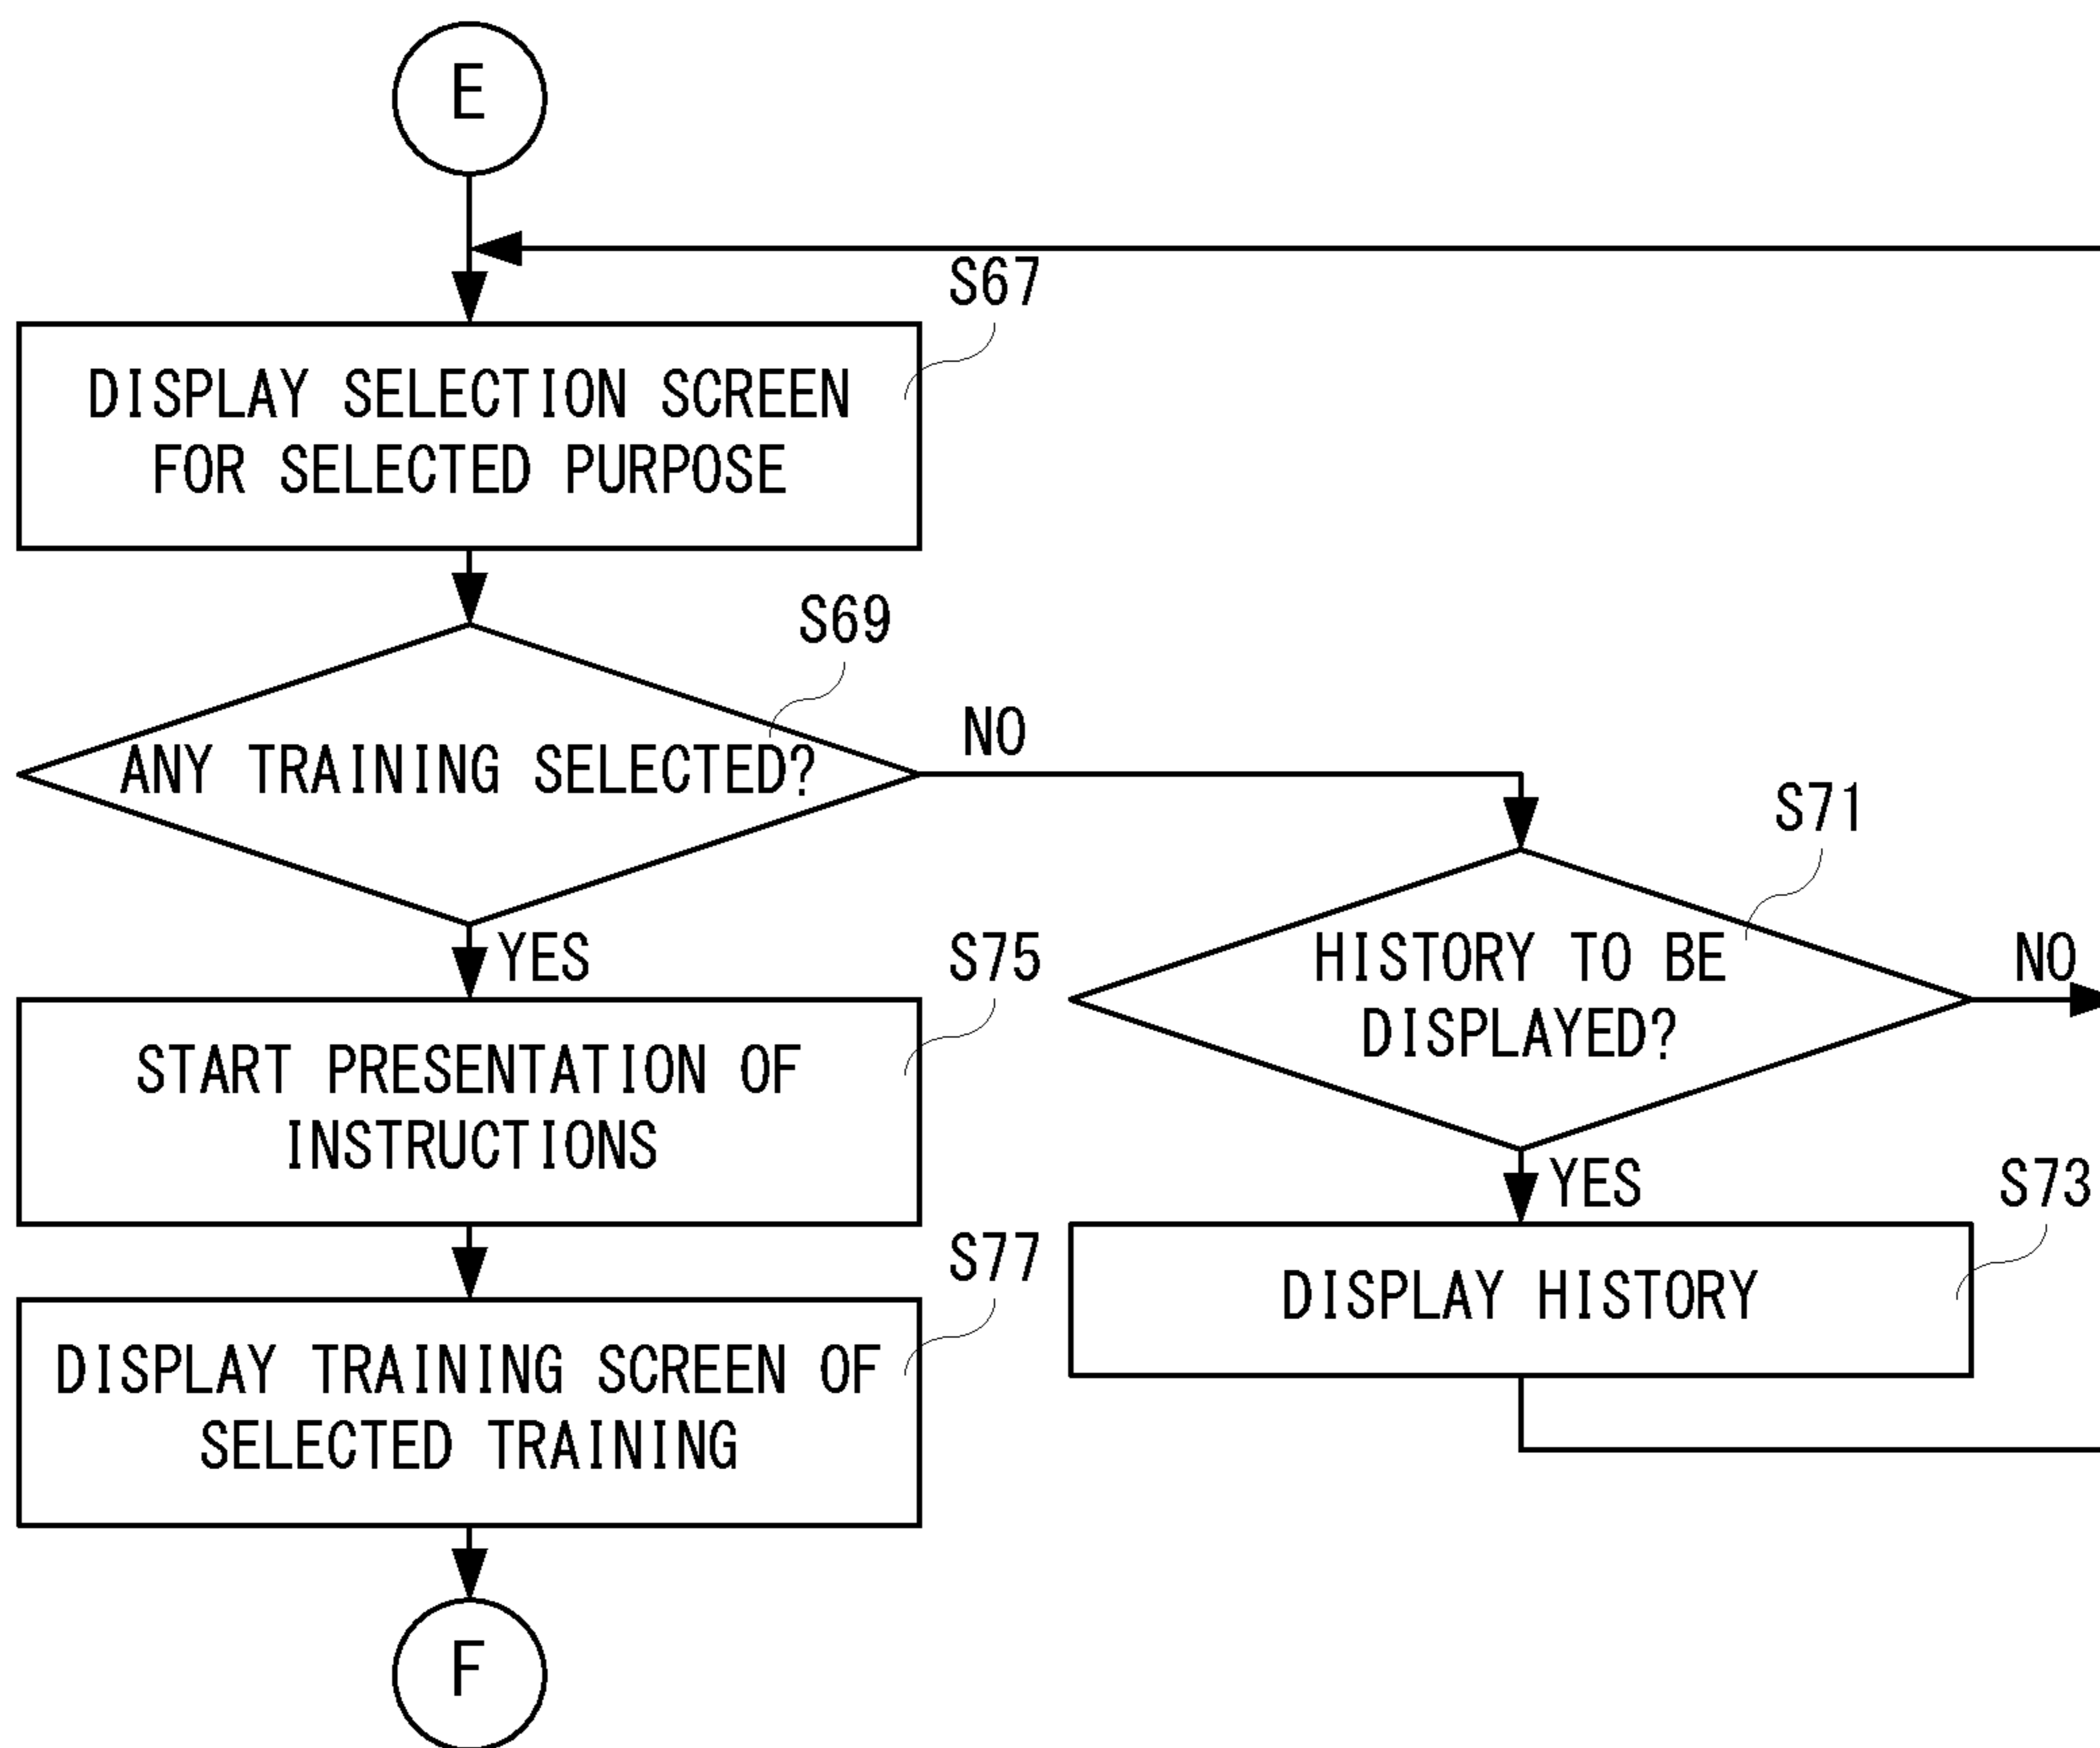 E
S67
DISPLAY SELECTION SCREEN
FOR SELECTED PURPOSE
S69
ANY TRAINING SELECTED?
NO
YES
S71
HISTORY TO BE
DISPLAYED?
NO
YES
S75
START PRESENTATION OF
INSTRUCTIONS
S73
DISPLAY HISTORY
S77
DISPLAY TRAINING SCREEN OF
SELECTED TRAINING
F